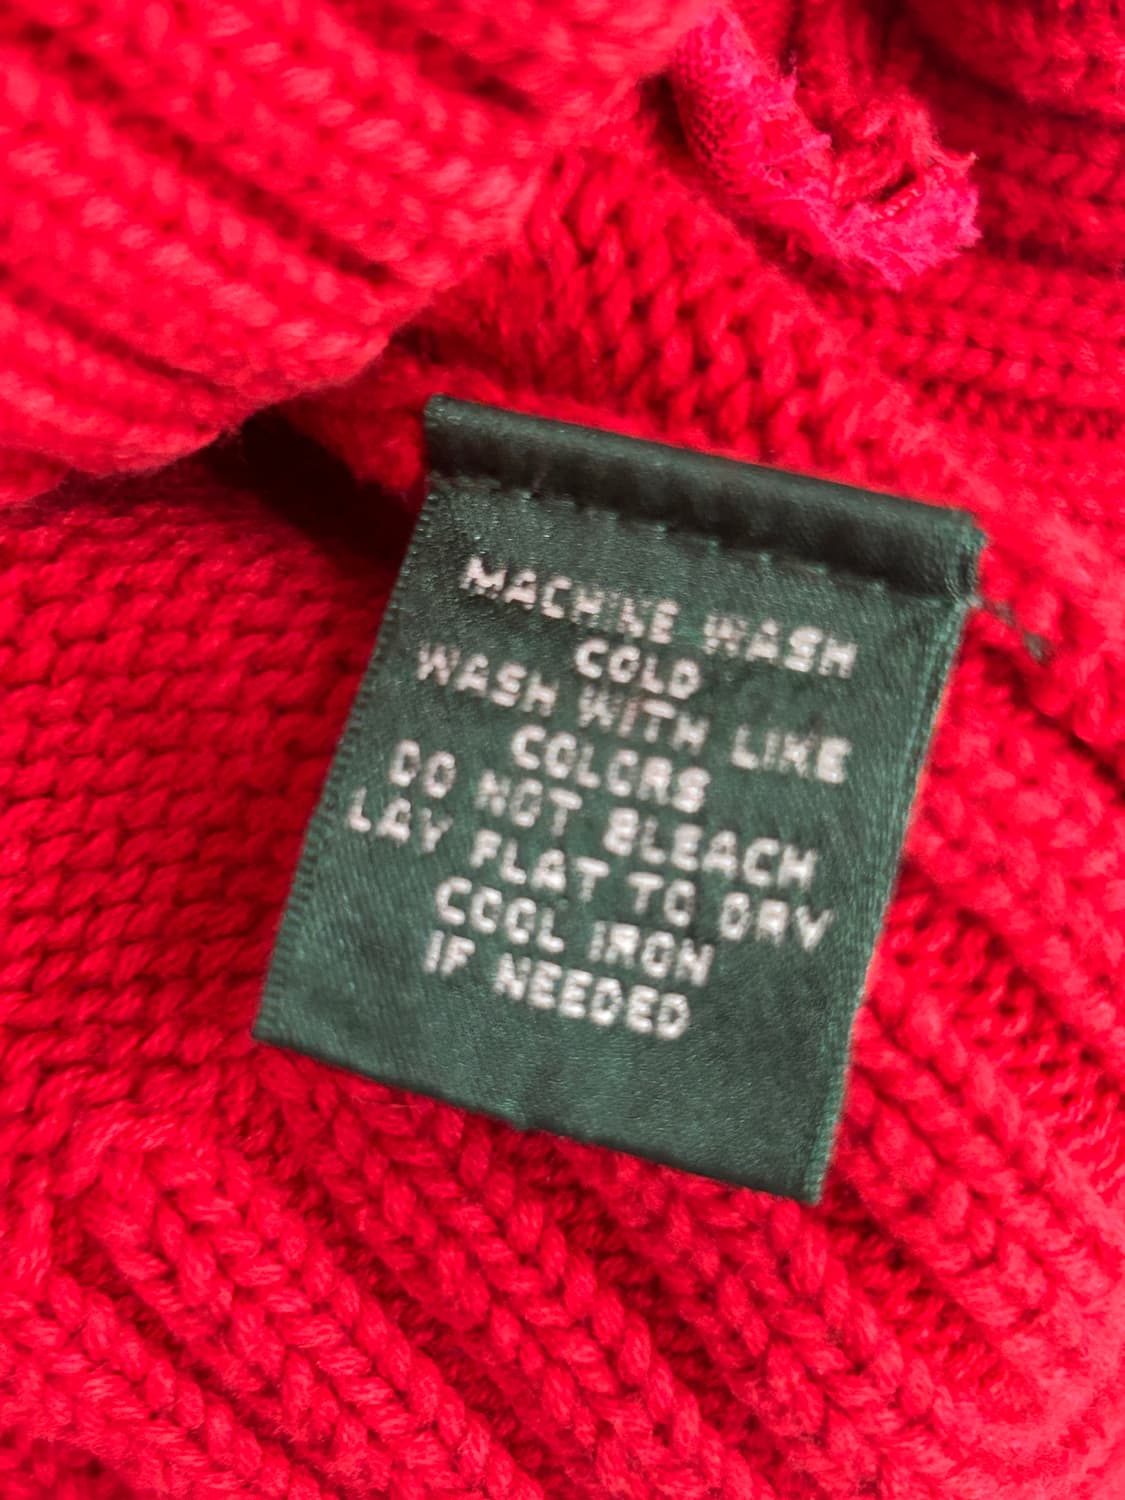 MACHINE WASH
COLD
WASH WITH LIKE
COLORS
DO NOT BLEACH
LAY FLAT TO DRY
COOL IRON
IF NEEDED